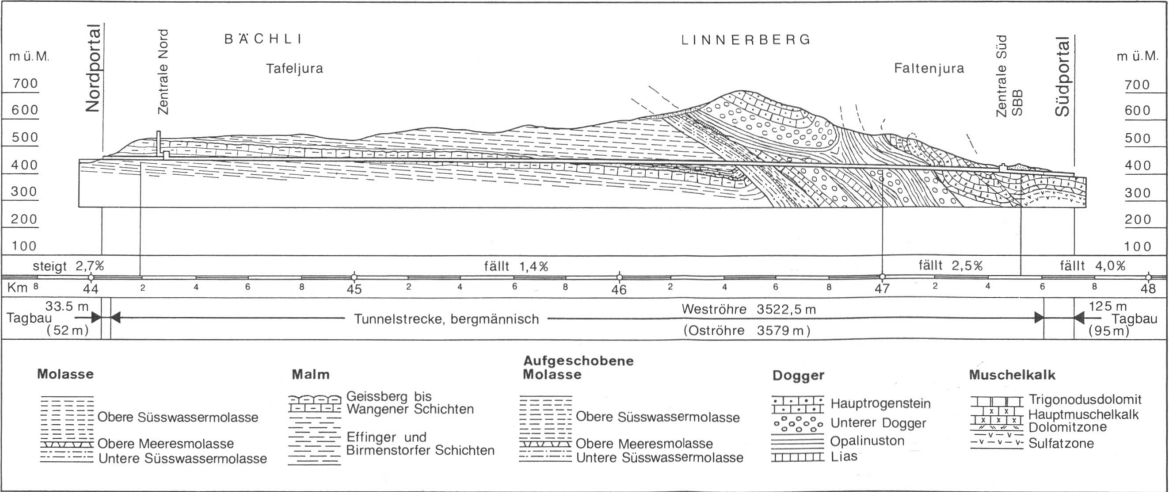 BÄCHLI LINNERBERG
Tafeljura Faltenjura
Nordportal
Zentrale Nord
Zentrale Süd
SBB
Südportal
m ü.M. m ü.M.
700 700
600 600
500 500
400 400
300 300
200 200
100 100
steigt 2,7% fällt 1,4% fällt 2,5% fällt 4,0%
Km 8 44 2 4 6 8 45 2 4 6 8 46 2 4 6 8 47 2 4 6 8 48
33.5 m Weströhre 3522,5 m 125 m
Tagbau Tunnelstrecke, bergmännisch Tagbau
(52 m) (Oströhre 3579 m) (95 m)
Molasse
Obere Süsswassermolasse
Obere Meeresmolasse
Untere Süsswassermolasse
Malm
Geissberg bis
Wangener Schichten
Effinger und
Birmenstorfer Schichten
Aufgeschobene
Molasse
Obere Süsswassermolasse
Obere Meeresmolasse
Untere Süsswassermolasse
Dogger
Hauptrogenstein
Unterer Dogger
Opalinuston
Lias
Muschelkalk
Trigonodusdolomit
Hauptmuschelkalk
Dolomitzone
Sulfatzone